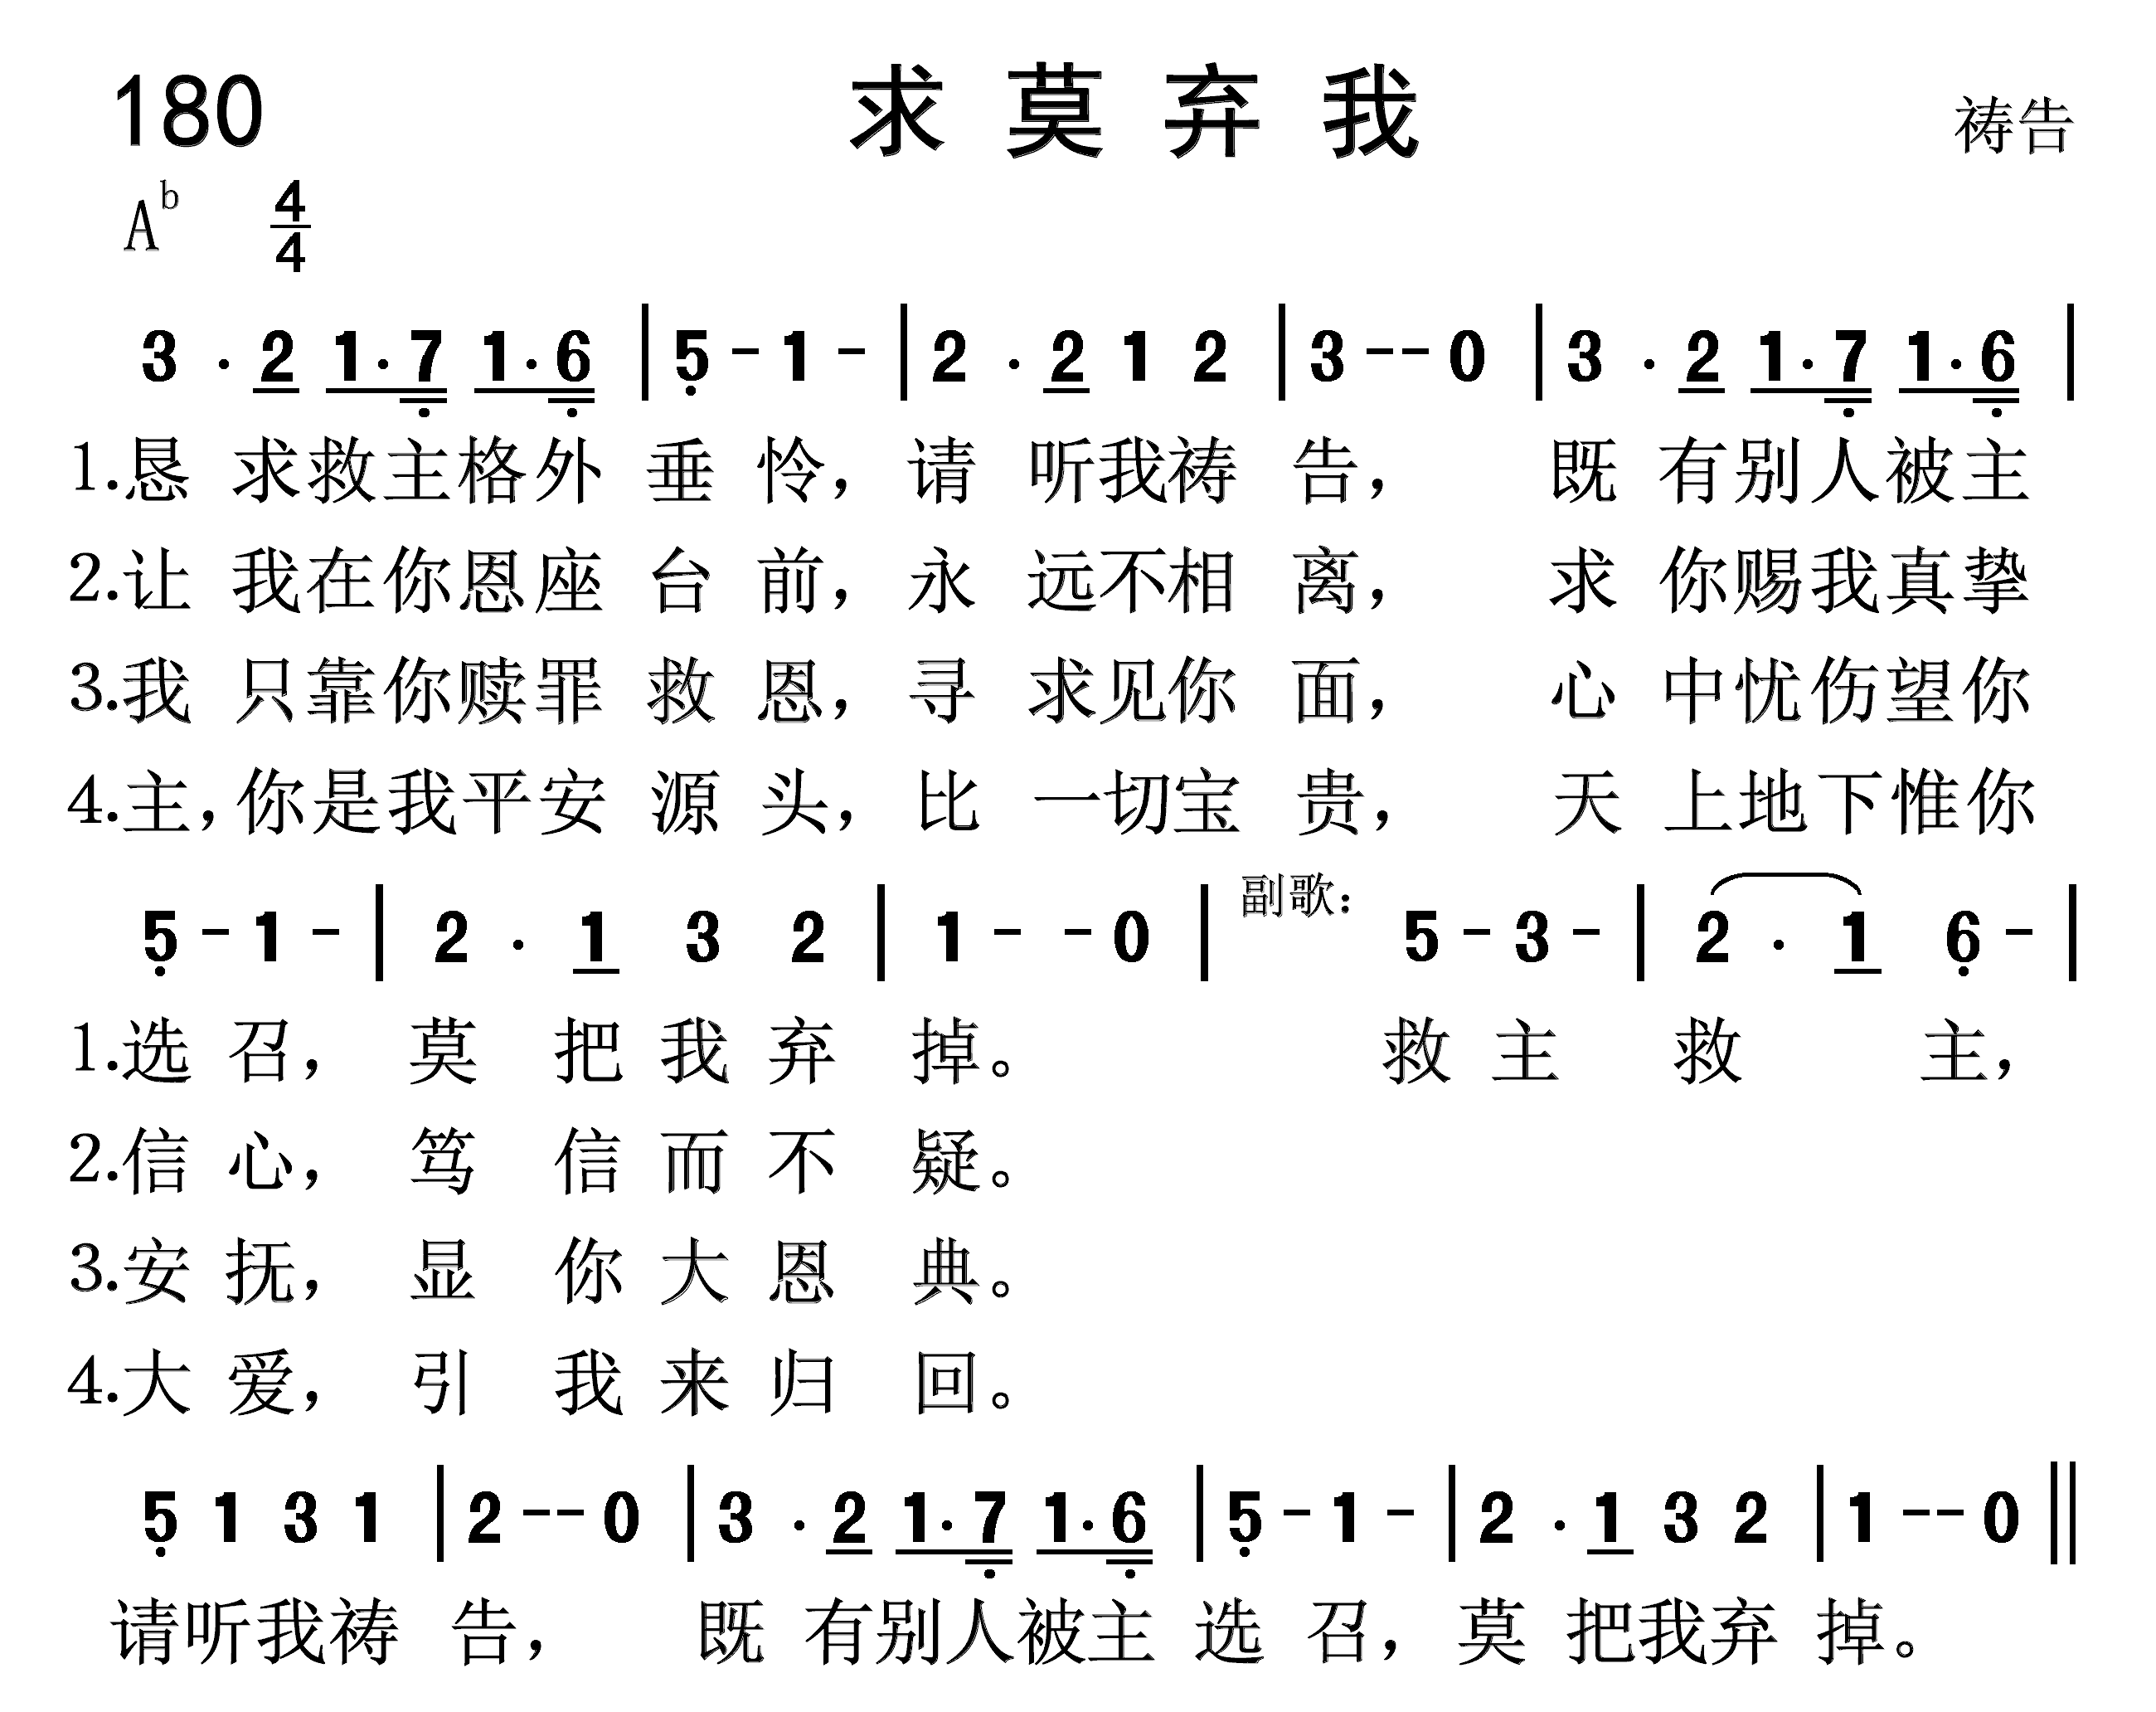 180 求莫弃我 祷告
A♭ 4/4
3 . 2 1 . 7 1 . 6 | 5 - 1 - | 2 . 2 1 2 | 3 - - 0 | 3 . 2 1 . 7 1 . 6 |
1.恳 求救主格外 垂 怜，请 听我祷 告， 既 有别人被主
2.让 我在你恩座 台 前，永 远不相 离， 求 你赐我真挚
3.我 只靠你赎罪 救 恩，寻 求见你 面， 心 中忧伤望你
4.主，你是我平安 源 头，比 一切宝 贵， 天 上地下惟你
5 - 1 - | 2 . 1 3 2 | 1 - - 0 | 副歌： 5 - 3 - | 2 . 1 6 - |
1.选 召， 莫 把 我 弃 掉。 救 主 救 主，
2.信 心， 笃 信 而 不 疑。
3.安 抚， 显 你 大 恩 典。
4.大 爱， 引 我 来 归 回。
5 1 3 1 | 2 - - 0 | 3 . 2 1 . 7 1 . 6 | 5 - 1 - | 2 . 1 3 2 | 1 - - 0 ||
请听我祷 告， 既 有别人被主 选 召，莫 把我弃 掉。